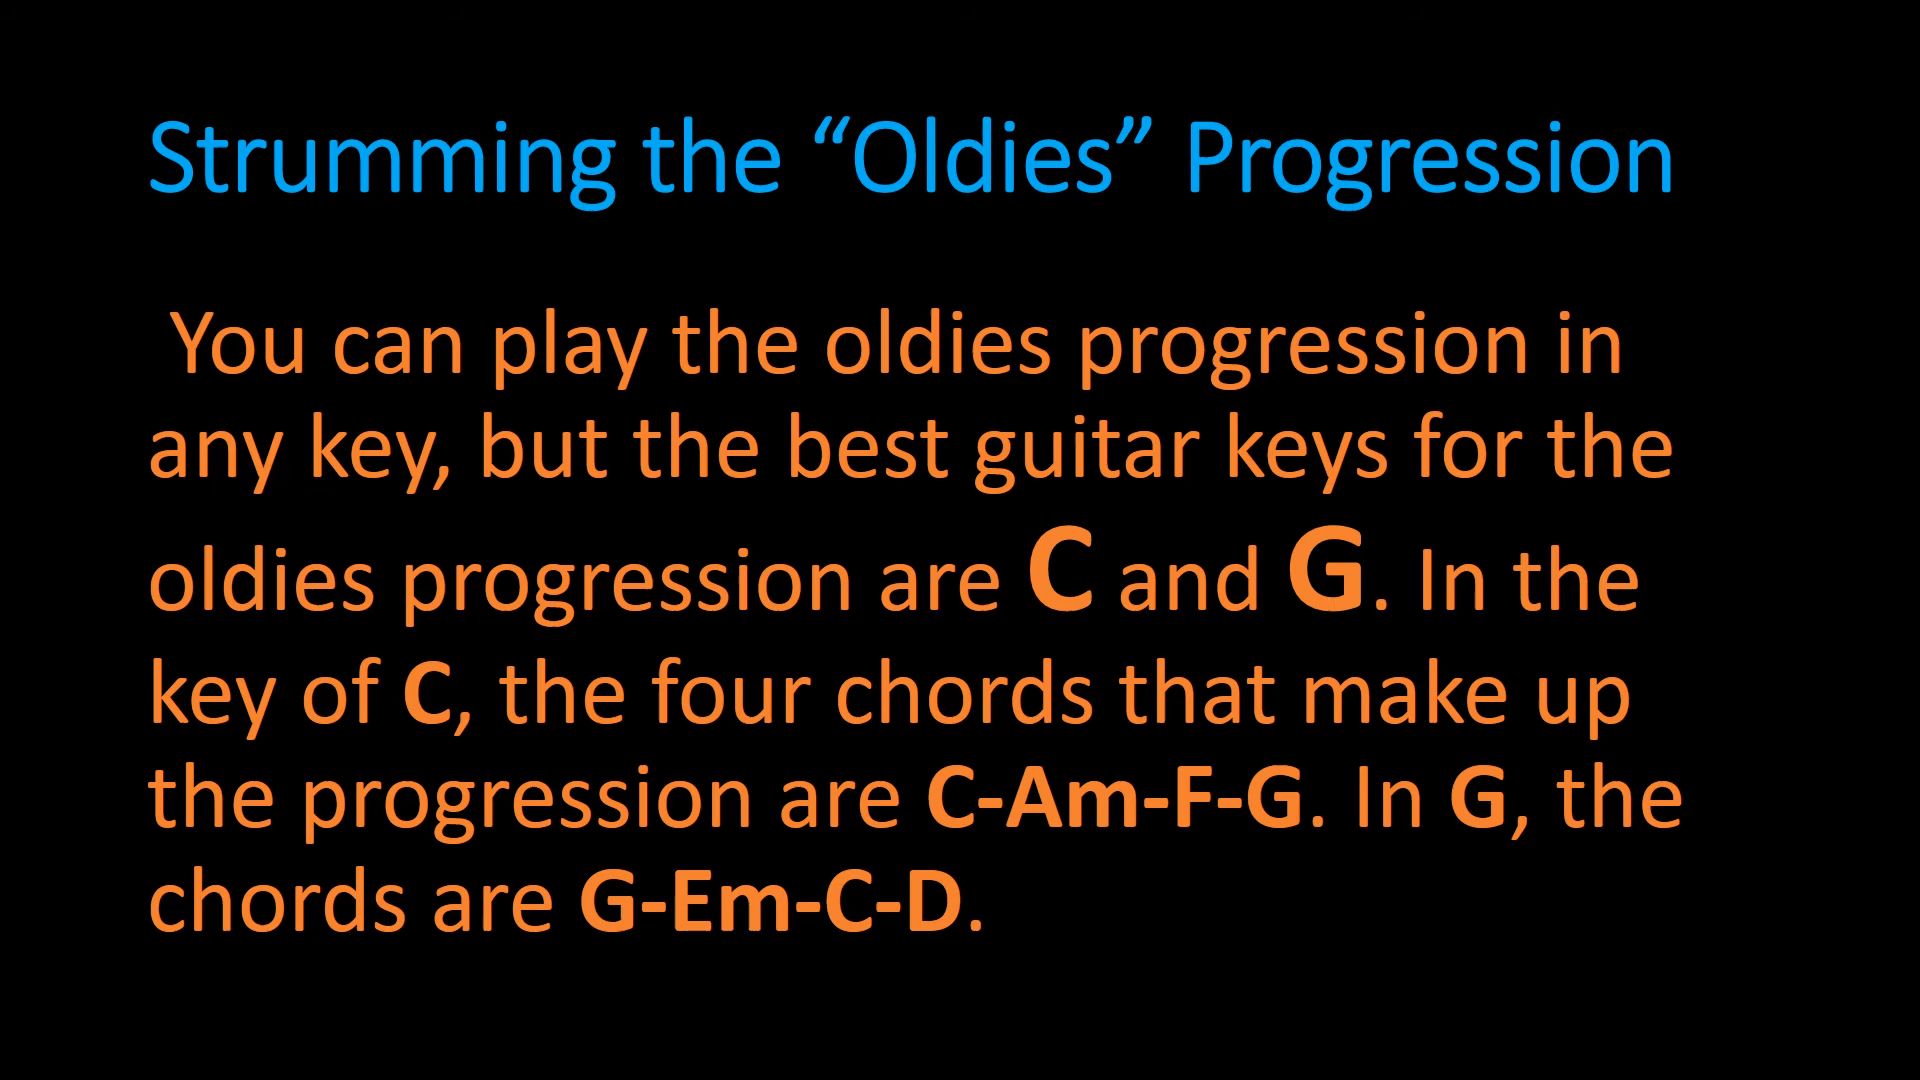 Strumming the “Oldies” Progression
You can play the oldies progression in
any key, but the best guitar keys for the
oldies progression are C and G. In the
key of C, the four chords that make up
the progression are C-Am-F-G. In G, the
chords are G-Em-C-D.